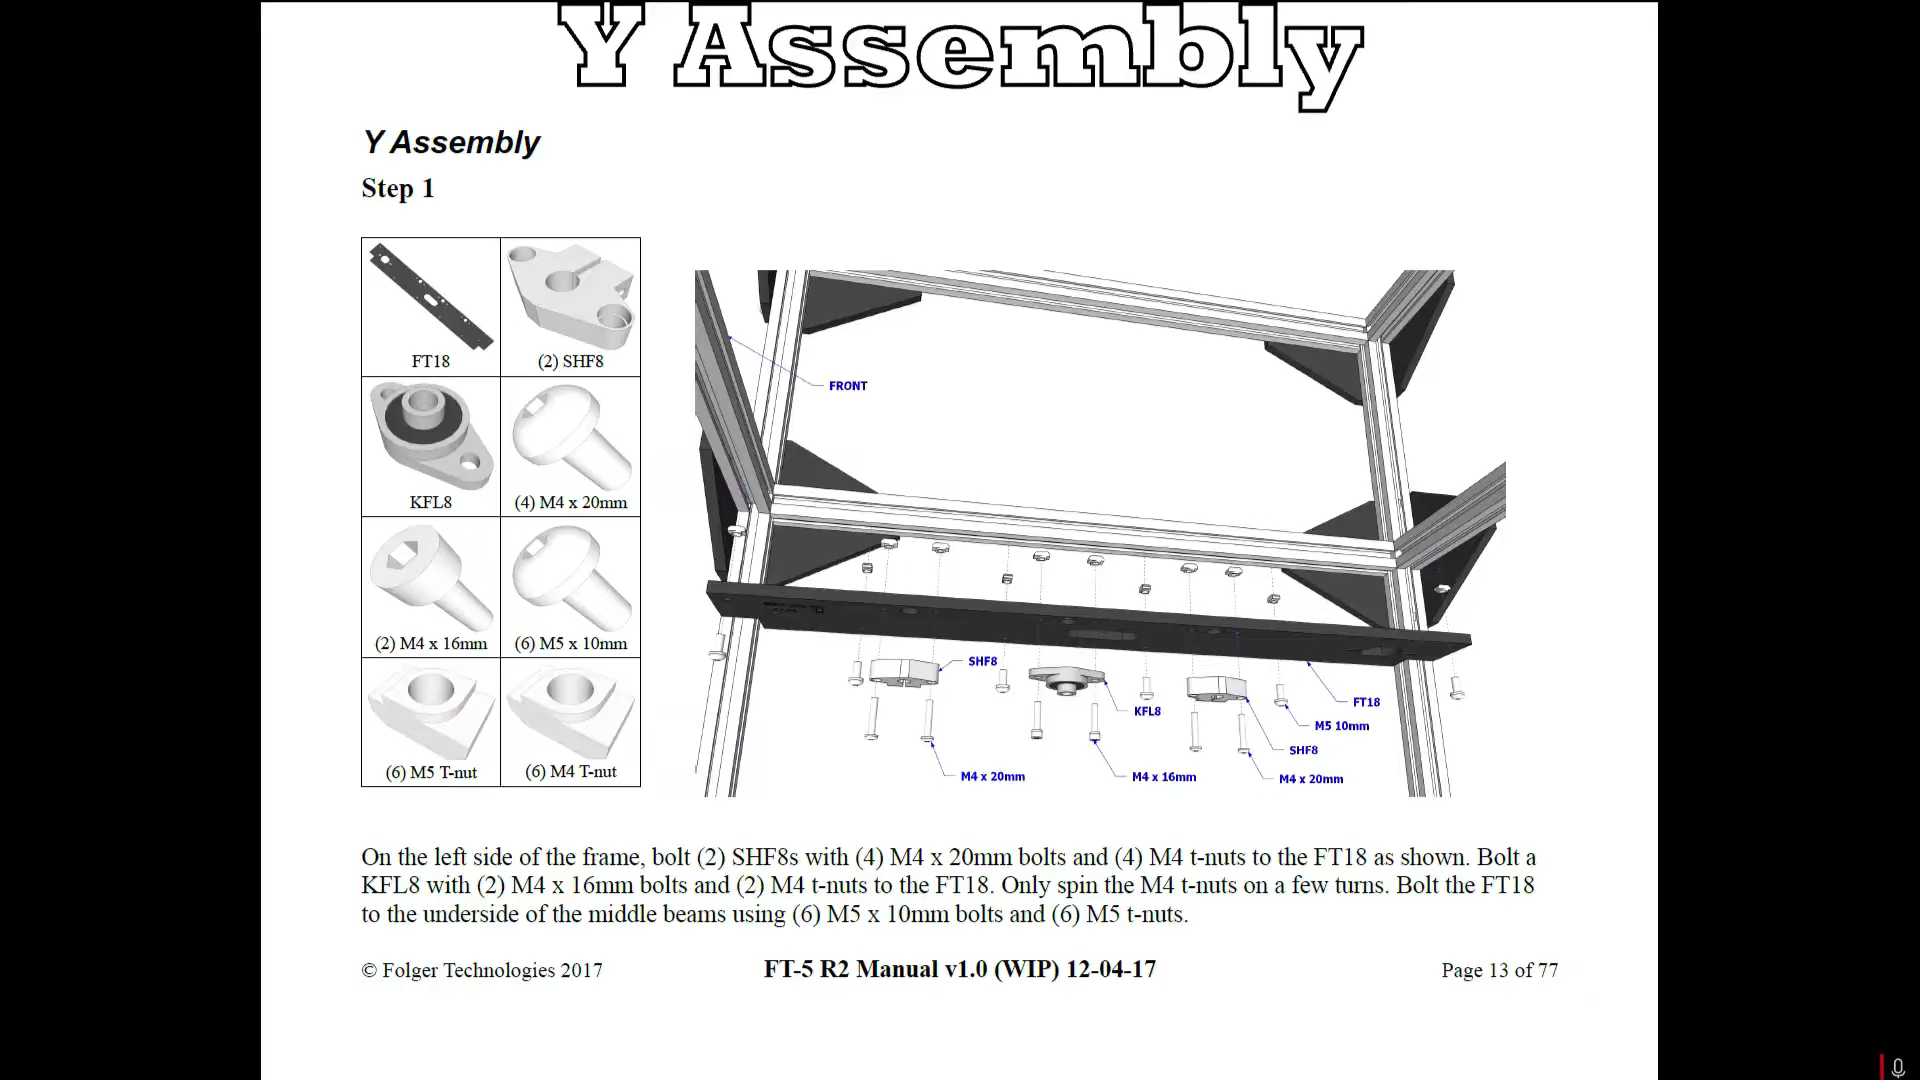 Y Assembly
Y Assembly
Step 1
FT18
(2) SHF8
KFL8
(4) M4 x 20mm
(2) M4 x 16mm
(6) M5 x 10mm
(6) M5 T-nut
(6) M4 T-nut
FRONT
SHF8
KFL8
FT18
M5 10mm
SHF8
M4 x 20mm
M4 x 16mm
M4 x 20mm
On the left side of the frame, bolt (2) SHF8s with (4) M4 x 20mm bolts and (4) M4 t-nuts to the FT18 as shown. Bolt a
KFL8 with (2) M4 x 16mm bolts and (2) M4 t-nuts to the FT18. Only spin the M4 t-nuts on a few turns. Bolt the FT18
to the underside of the middle beams using (6) M5 x 10mm bolts and (6) M5 t-nuts.
© Folger Technologies 2017
FT-5 R2 Manual v1.0 (WIP) 12-04-17
Page 13 of 77